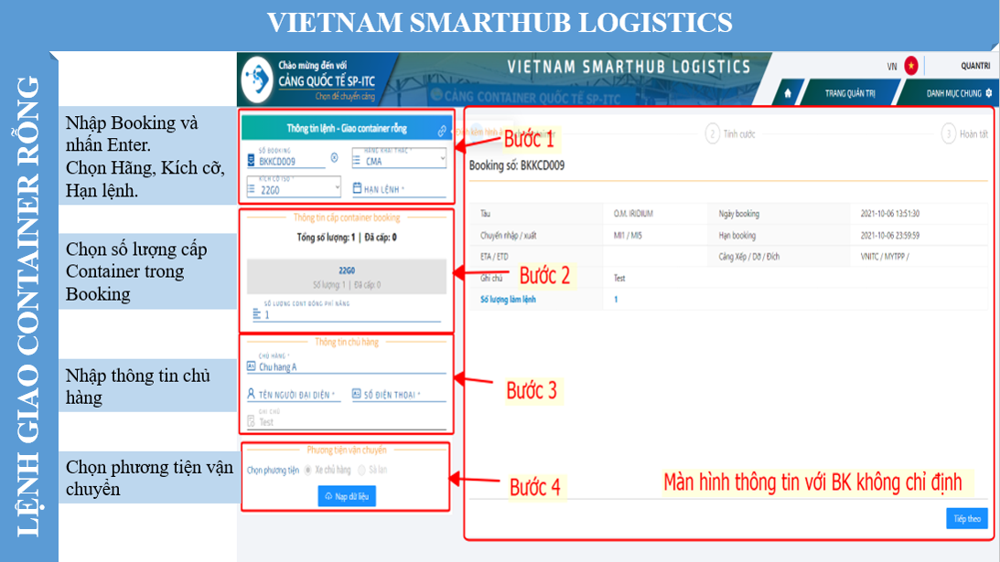 VIETNAM SMARTHUB LOGISTICS
LỆNH GIAO CONTAINER RỖNG
Nhập Booking và
nhấn Enter.
Chọn Hãng, Kích cỡ,
Hạn lệnh.
Chọn số lượng cấp
Container trong
Booking
Nhập thông tin chủ
hàng
Chọn phương tiện vận
chuyển
Chào mừng đến với
CẢNG QUỐC TẾ SP-ITC
Chọn để chuyển cảng
VIETNAM SMARTHUB LOGISTICS
CẢNG CONTAINER QUỐC TẾ SP-ITC
VN
QUANTRI
TRANG QUẢN TRỊ
DANH MỤC CHUNG
Thông tin lệnh - Giao container rỗng
SỐ BOOKING
BKKCD009
HÃNG KHAI THÁC *
CMA
KÍCH CỠ ISO *
22G0
HẠN LỆNH *
Bước 1
Thông tin cấp container booking
Tổng số lượng: 1 | Đã cấp: 0
22G0
Số lượng: 1 | Đã cấp: 0
SỐ LƯỢNG CONT ĐÓNG PHÍ NÂNG
1
Bước 2
Thông tin chủ hàng
CHỦ HÀNG *
Chu hang A
TÊN NGƯỜI ĐẠI DIỆN *
SỐ ĐIỆN THOẠI *
GHI CHÚ
Test
Bước 3
Phương tiện vận chuyển
Chọn phương tiện
Xe chủ hàng
Sà lan
Nạp dữ liệu
Bước 4
2 Tính cước
3 Hoàn tất
Booking số: BKKCD009
Tàu O.M. IRIDIUM Ngày booking 2021-10-06 13:51:30
Chuyến nhập / xuất MI1 / MI5 Hạn booking 2021-10-06 23:59:59
ETA / ETD Cảng Xếp / Dỡ / Đích VNITC / MYTPP /
Ghi chú Test
Số lượng làm lệnh 1
Màn hình thông tin với BK không chỉ định
Tiếp theo